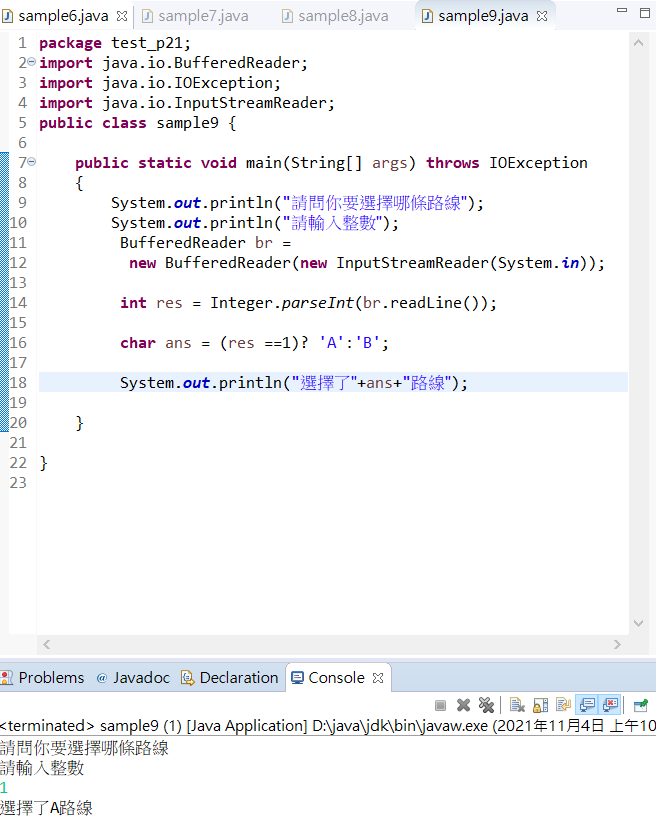 sample6.java sample7.java sample8.java sample9.java
1 package test_p21;
2 import java.io.BufferedReader;
3 import java.io.IOException;
4 import java.io.InputStreamReader;
5 public class sample9 {
6
7 public static void main(String[] args) throws IOException
8 {
9 System.out.println("請問你要選擇哪條路線");
10 System.out.println("請輸入整數");
11 BufferedReader br =
12 new BufferedReader(new InputStreamReader(System.in));
13
14 int res = Integer.parseInt(br.readLine());
15
16 char ans = (res ==1)? 'A':'B';
17
18 System.out.println("選擇了"+ans+"路線");
19
20 }
21
22 }
23
Problems @ Javadoc Declaration Console
<terminated> sample9 (1) [Java Application] D:\java\jdk\bin\javaw.exe (2021年11月4日 上午10
請問你要選擇哪條路線
請輸入整數
1
選擇了A路線